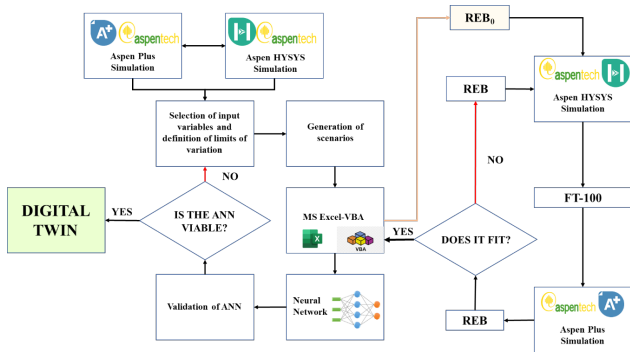 A+ aspentech
Aspen Plus
Simulation
aspentech
Aspen HYSYS
Simulation
REB₀
aspentech
Aspen HYSYS
Simulation
REB
Selection of input
variables and
definition of limits of
variation
Generation of
scenarios
NO
NO
DIGITAL
TWIN
YES
IS THE ANN
VIABLE?
MS Excel-VBA
X
VBA
YES
DOES IT FIT?
FT-100
Validation of ANN
Neural
Network
REB
aspentech A+
Aspen Plus
Simulation